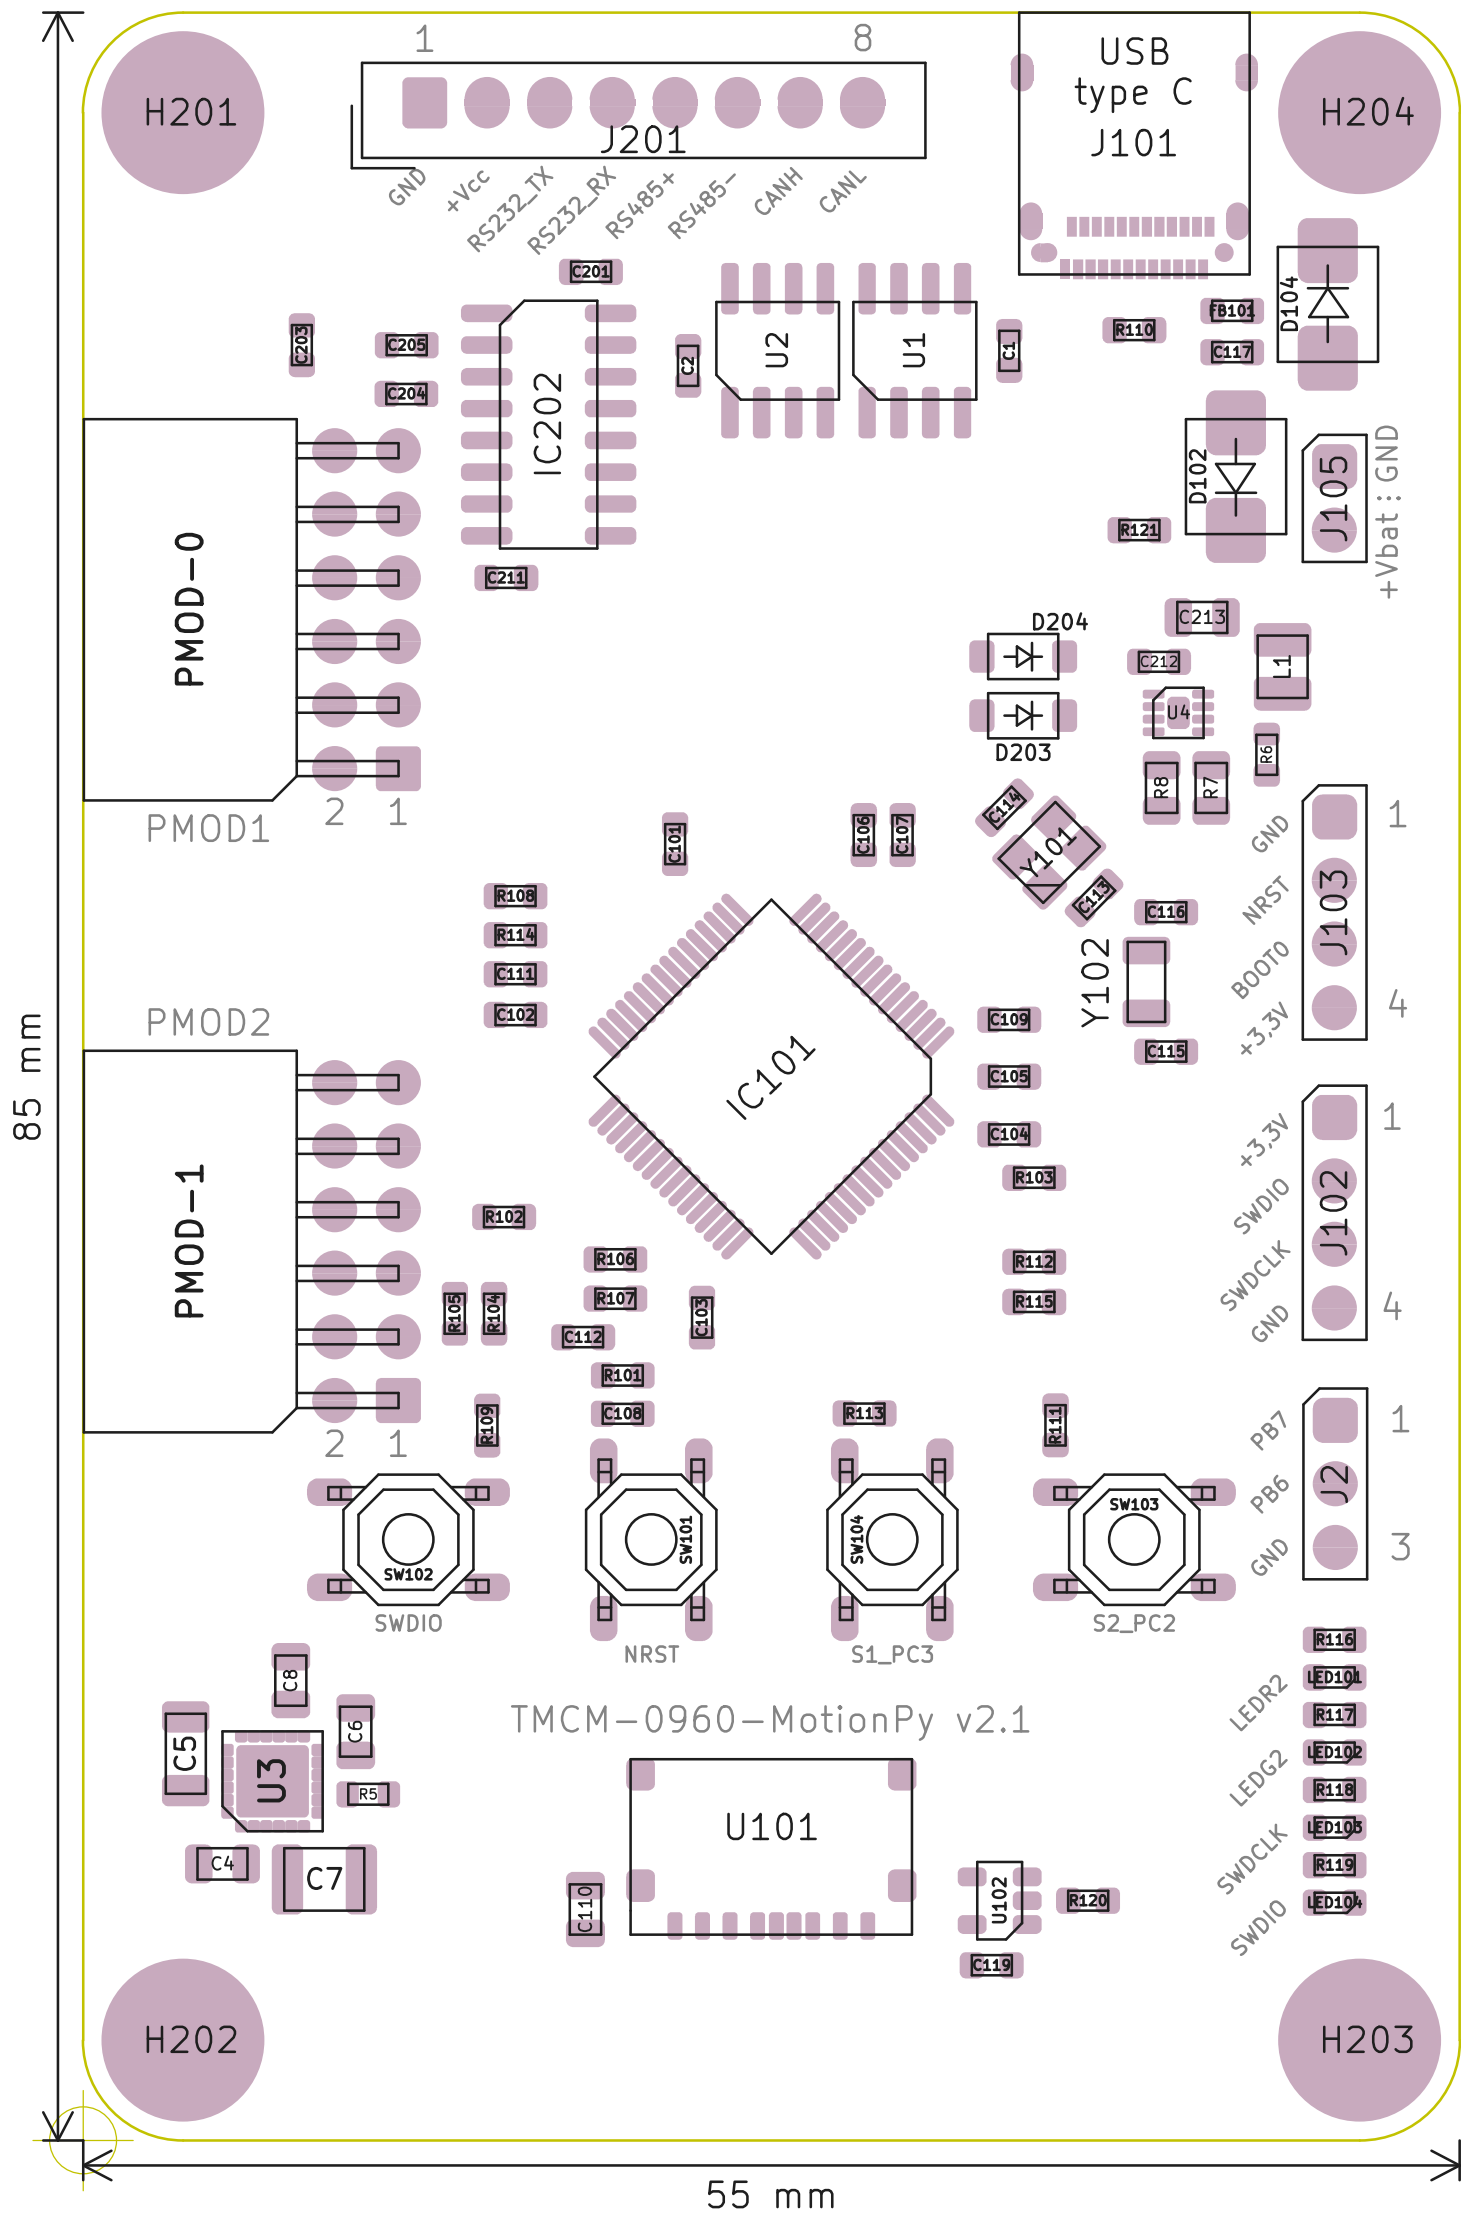 1
8
USB
type C
J101
H201
H204
J201
GND
+Vcc
RS232_TX
RS232_RX
RS485+
RS485-
CANH
CANL
C201
D104
FB101
R110
C117
C203
C205
C204
C2
U2
U1
C1
IC202
D102
J105
+Vbat : GND
R121
C211
PMOD-0
D204
D203
C213
C212
L1
U4
R6
R8
R7
2
1
PMOD1
C101
C106
C107
C114
Y101
C113
C116
Y102
C115
GND
NRST
BOOT0
+3,3V
J103
1
4
R108
R114
C111
C102
PMOD2
85 mm
IC101
C109
C105
C104
R103
+3,3V
SWDIO
SWDCLK
GND
J102
1
4
PMOD-1
R102
R106
R107
R105
R104
C103
C112
R101
C108
R112
R115
R113
R111
R109
2
1
PB7
PB6
GND
J2
1
3
SW102
SWDIO
SW101
NRST
SW104
S1_PC3
SW103
S2_PC2
R116
LED101
R117
LED102
R118
LED103
R119
LED104
LEDR2
LEDG2
SWDCLK
SWDIO
TMCM-0960-MotionPy v2.1
C8
C6
C5
U3
R5
C4
C7
U101
C110
U102
R120
C119
H202
H203
55 mm